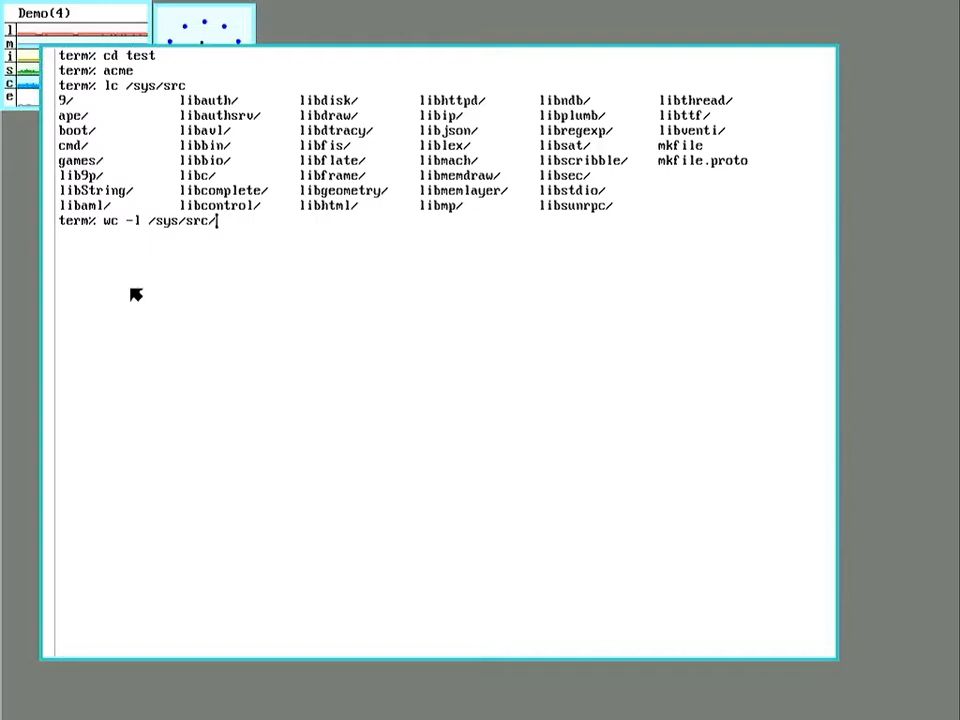 Demo(4)
l
m
i
s
c
e
term% cd test
term% acme
term% lc /sys/src
9/ libauth/ libdisk/ libhttpd/ libndb/ libthread/
ape/ libauthsrv/ libdraw/ libip/ libplumb/ libttf/
boot/ libavl/ libdtracy/ libjson/ libregexp/ libventi/
cmd/ libbin/ libfis/ liblex/ libsat/ mkfile
games/ libbio/ libflate/ libmach/ libscribble/ mkfile.proto
lib9p/ libc/ libframe/ libmemdraw/ libsec/
libString/ libcomplete/ libgeometry/ libmemlayer/ libstdio/
libaml/ libcontrol/ libhtml/ libmp/ libsunrpc/
term% wc -l /sys/src/